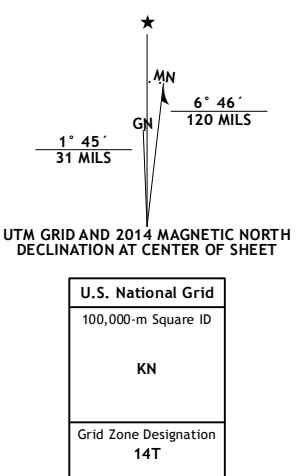 ★
MN
6° 46´
120 MILS
GN
1° 45´
31 MILS
UTM GRID AND 2014 MAGNETIC NORTH
DECLINATION AT CENTER OF SHEET
U.S. National Grid
100,000-m Square ID
KN
Grid Zone Designation
14T